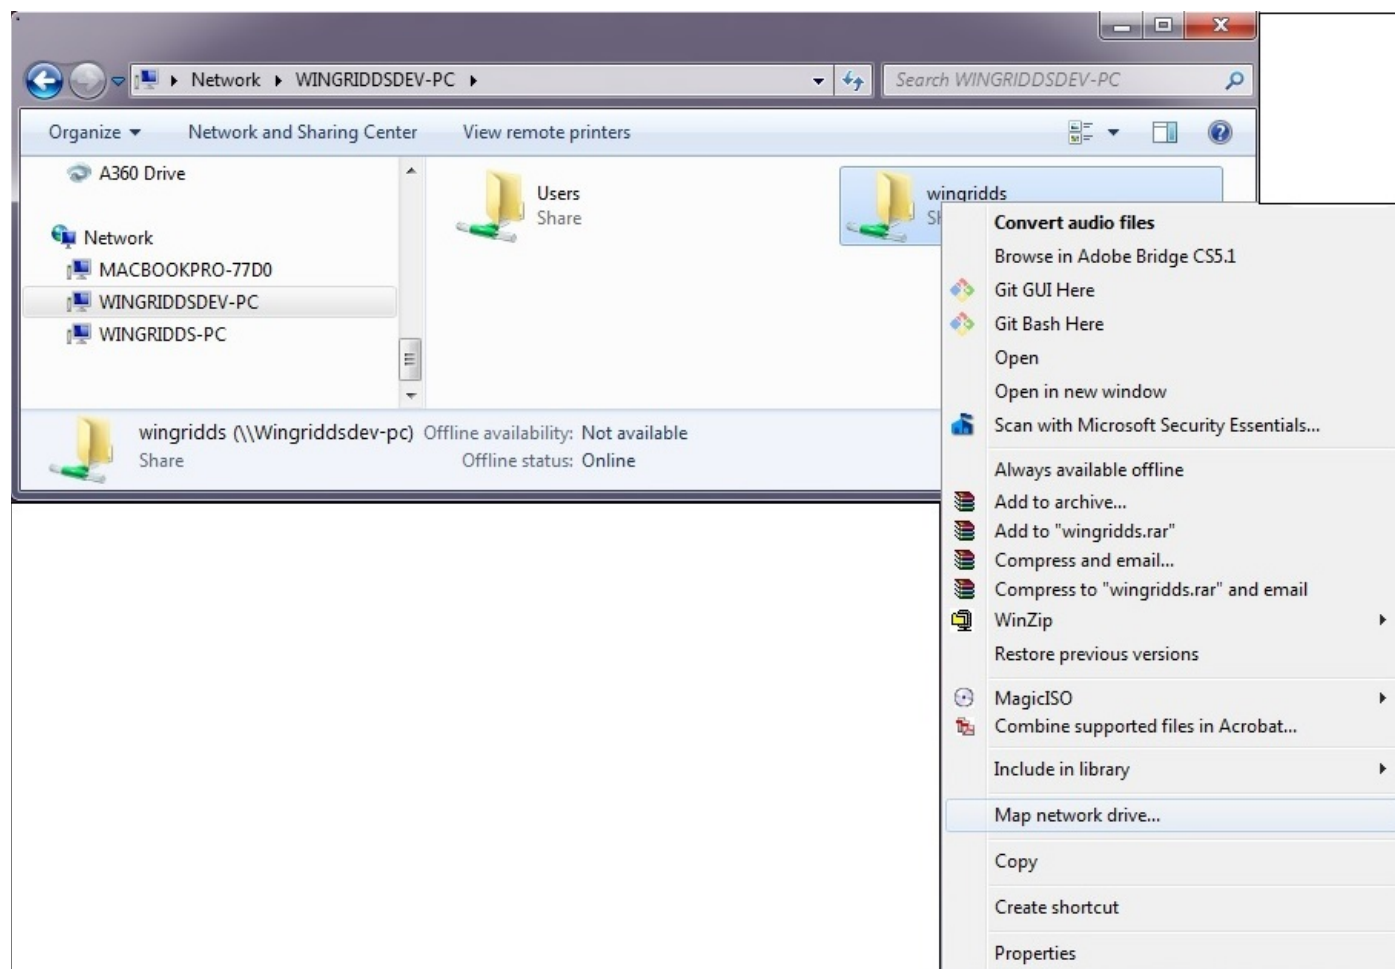 Network ▸ WINGRIDDSDEV-PC ▸
Search WINGRIDDSDEV-PC
Organize Network and Sharing Center View remote printers
A360 Drive
Network
MACBOOKPRO-77D0
WINGRIDDSDEV-PC
WINGRIDDS-PC
Users
Share
wingridds
wingridds (\\Wingriddsdev-pc) Offline availability: Not available
Share Offline status: Online
Convert audio files
Browse in Adobe Bridge CS5.1
Git GUI Here
Git Bash Here
Open
Open in new window
Scan with Microsoft Security Essentials...
Always available offline
Add to archive...
Add to "wingridds.rar"
Compress and email...
Compress to "wingridds.rar" and email
WinZip
Restore previous versions
MagicISO
Combine supported files in Acrobat...
Include in library
Map network drive...
Copy
Create shortcut
Properties